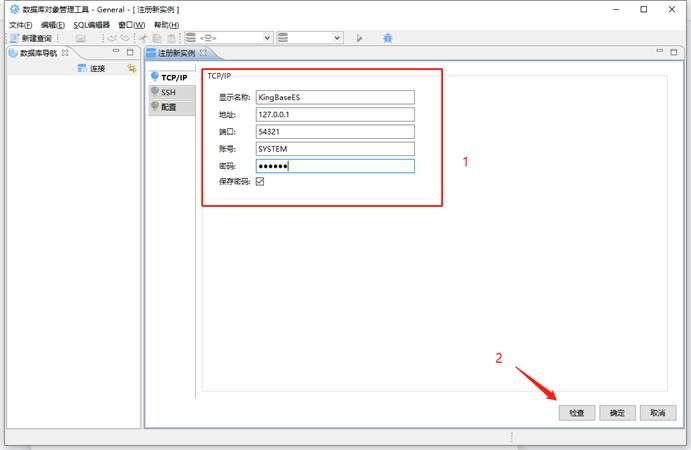 数据库对象管理工具 - General - [ 注册新实例 ]
文件(F) 编辑(E) SQL编辑器 窗口(W) 帮助(H)
新建查询 <空>
数据库导航
注册新实例
连接
TCP/IP
SSH
配置
TCP/IP
显示名称: KingBaseES
地址: 127.0.0.1
端口: 54321
账号: SYSTEM
密码: ●●●●●●
保存密码:
1
2
检查 确定 取消